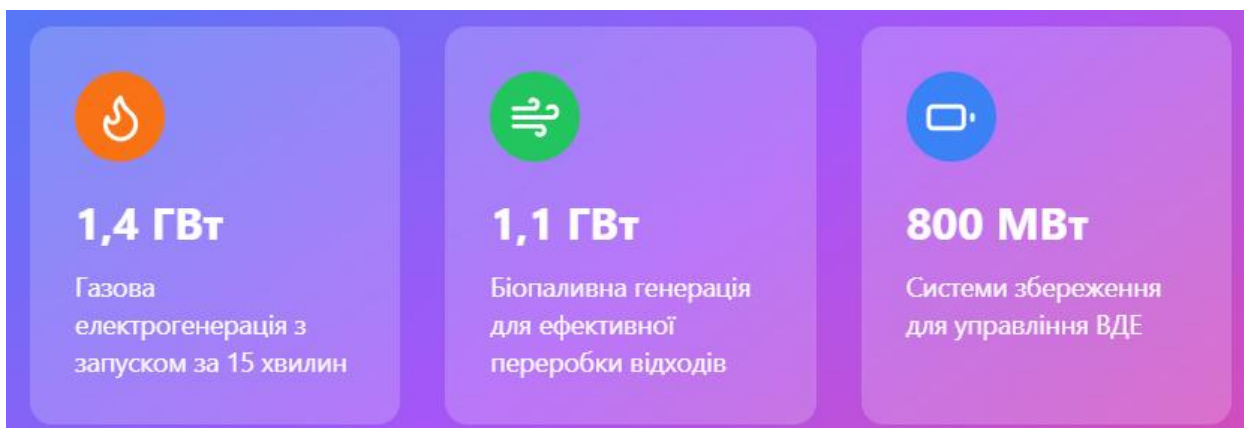 1,4 ГВт
Газова
електрогенерація з
запуском за 15 хвилин
1,1 ГВт
Біопаливна генерація
для ефективної
переробки відходів
800 МВт
Системи збереження
для управління ВДЕ